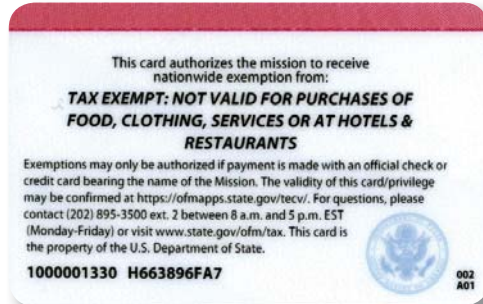 This card authorizes the mission to receive
nationwide exemption from:
TAX EXEMPT: NOT VALID FOR PURCHASES OF
FOOD, CLOTHING, SERVICES OR AT HOTELS &
RESTAURANTS
Exemptions may only be authorized if payment is made with an official check or
credit card bearing the name of the Mission. The validity of this card/privilege
may be confirmed at https://ofmapps.state.gov/tecv/. For questions, please
contact (202) 895-3500 ext. 2 between 8 a.m. and 5 p.m. EST
(Monday-Friday) or visit www.state.gov/ofm/tax. This card is
the property of the U.S. Department of State.
1000001330 H663896FA7
002
A01